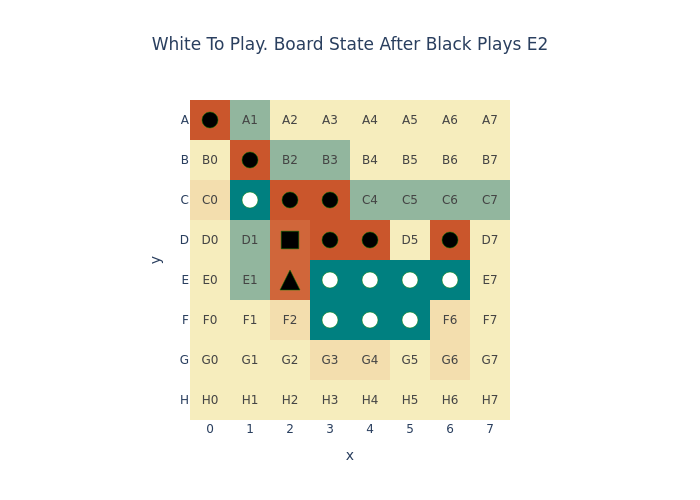 White To Play. Board State After Black Plays E2
A A1 A2 A3 A4 A5 A6 A7
B B0 B2 B3 B4 B5 B6 B7
C C0 C4 C5 C6 C7
D D0 D1 D5 D7
E E0 E1 E7
F F0 F1 F2 F6 F7
G G0 G1 G2 G3 G4 G5 G6 G7
H H0 H1 H2 H3 H4 H5 H6 H7
0 1 2 3 4 5 6 7
x
y